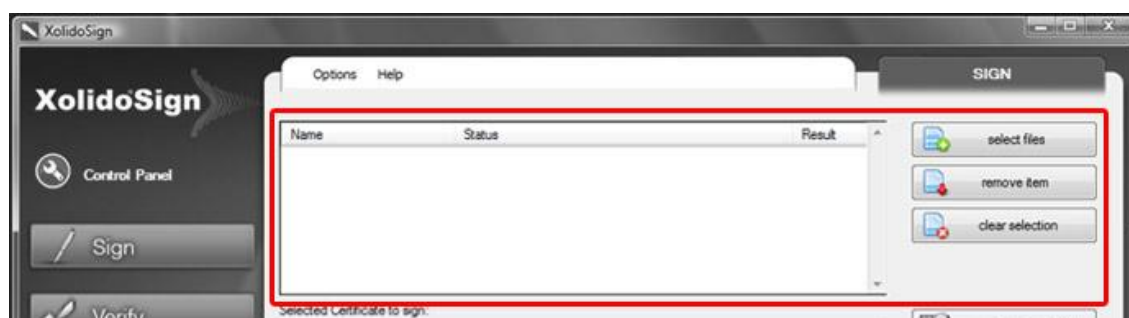 XolidoSign
XolidoSign
Control Panel
Sign
Verify
Options Help
SIGN
Name Status Result
select files
remove item
clear selection
Selected Certificate to sign: